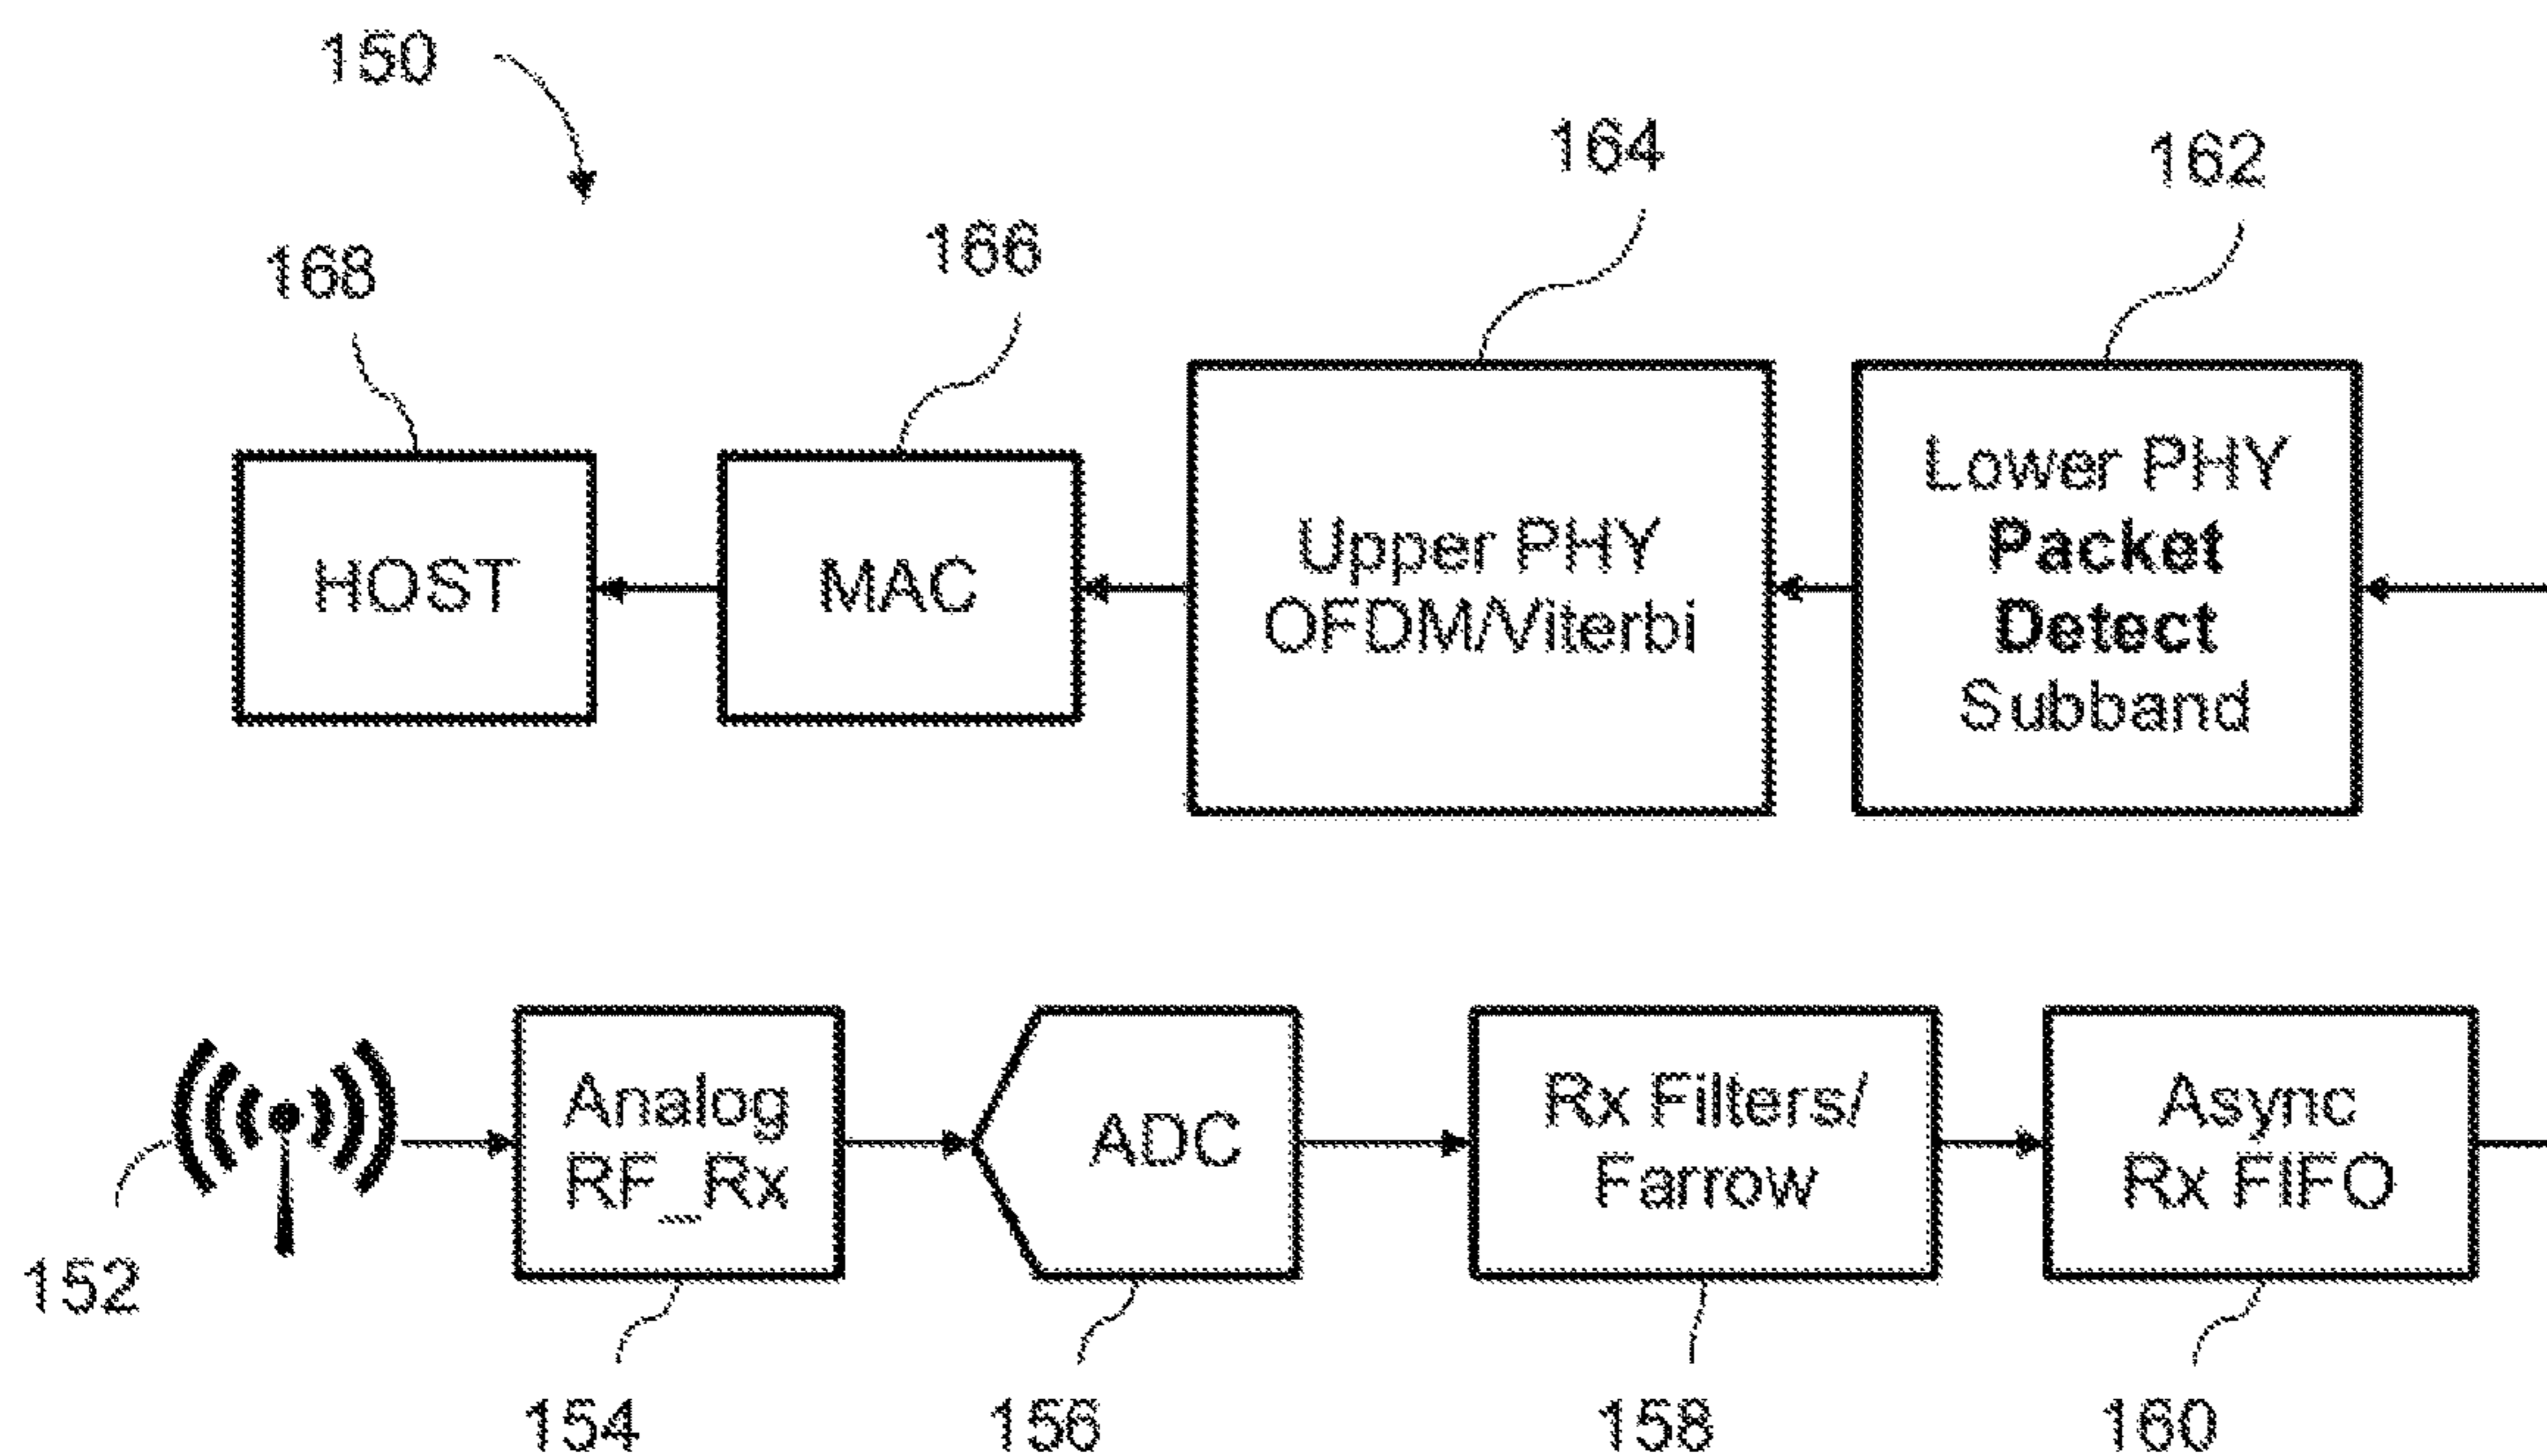 150
164
162
168
166
HOST
MAC
Upper PHY
OFDM/Viterbi
Lower PHY
Packet
Detect
Subband
Analog
RF_Rx
ADC
Rx Filters/
Farrow
Async
Rx FIFO
152
154
156
158
160